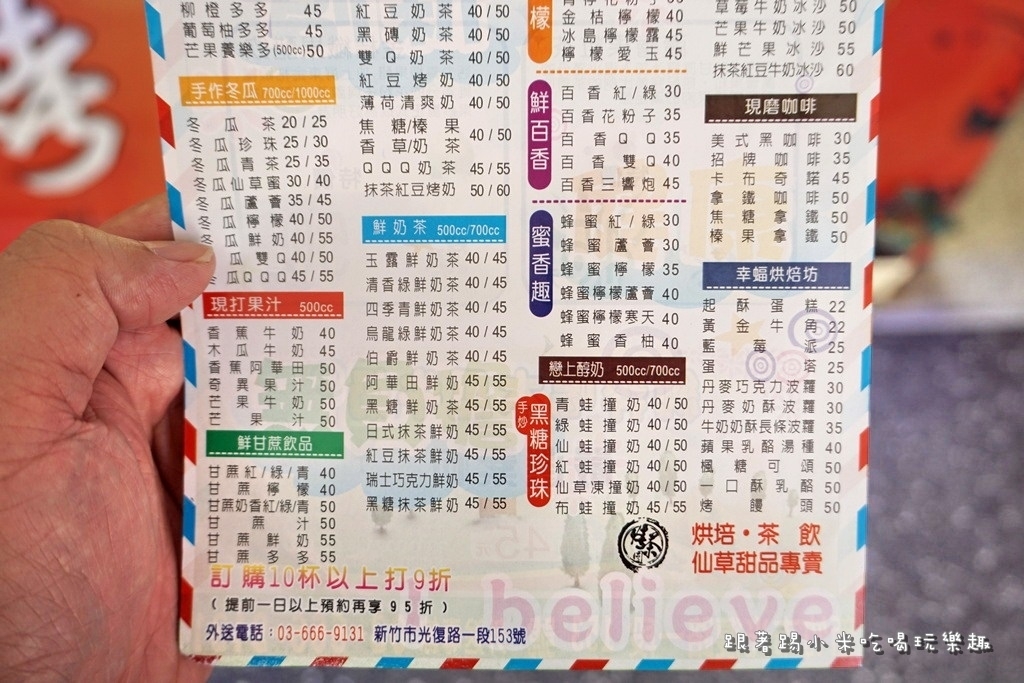 柳橙多多 45
葡萄柚多多 45
芒果養樂多(500cc) 50
手作冬瓜 700cc/1000cc
冬瓜茶 20/25
冬瓜珍珠 25/30
冬瓜青茶 25/35
冬瓜仙草蜜 30/40
冬瓜蘆薈 35/45
冬瓜檸檬 40/50
冬瓜鮮奶 40/55
瓜雙Q 40/50
冬瓜QQQ 45/55
現打果汁 500cc
香蕉牛奶 40
木瓜牛奶 45
香蕉阿華田 50
奇異果汁 50
芒果牛奶 50
芒果汁 50
鮮甘蔗飲品
甘蔗紅/綠/青 40
甘蔗檸檬 40
甘蔗奶香紅/綠/青 50
甘蔗汁 50
甘蔗鮮奶 55
甘蔗多多 55
紅豆奶茶 40/50
黑磚奶茶 40/50
雙Q奶茶 40/50
紅豆烤奶 40/50
薄荷清爽奶 40/50
焦糖/榛果
香草/奶茶 40/50
QQQ奶茶 45/55
抹茶紅豆烤奶 50/60
鮮奶茶 500cc/700cc
玉露鮮奶茶 40/45
清香綠鮮奶茶 40/45
四季青鮮奶茶 40/45
烏龍綠鮮奶茶 40/45
伯爵鮮奶茶 40/45
阿華田鮮奶 45/55
黑糖鮮奶茶 45/55
日式抹茶鮮奶 45/55
紅豆抹茶鮮奶 45/55
瑞士巧克力鮮奶 45/55
黑糖抹茶鮮奶 45/55
檬
金桔檸檬 40
冰島檸檬露 45
檸檬愛玉 45
鮮百香
百香紅/綠 30
百香花粉子 35
百香QQ 35
百香雙Q 40
百香三響炮 45
蜜香趣
蜂蜜紅/綠 30
蜂蜜蘆薈 30
蜂蜜檸檬 35
蜂蜜檸檬蘆薈 40
蜂蜜檸檬寒天 40
蜂蜜香柚 40
戀上醇奶 500cc/700cc
手炒黑糖珍珠
青蛙撞奶 40/50
綠蛙撞奶 40/50
仙蛙撞奶 40/50
紅蛙撞奶 40/50
仙草凍撞奶 40/50
布蛙撞奶 45/55
草莓牛奶冰沙 50
芒果牛奶冰沙 55
鮮芒果冰沙 55
抹茶紅豆牛奶冰沙 60
現磨咖啡
美式黑咖啡 30
招牌咖啡 35
卡布奇諾 45
拿鐵咖啡 50
焦糖拿鐵 50
榛果拿鐵 50
幸蝠烘焙坊
起酥蛋糕 22
黃金牛角 22
藍莓派 25
蛋塔 25
丹麥巧克力波蘿 30
丹麥奶酥波蘿 30
牛奶奶酥長條波蘿 35
蘋果乳酪湯種 40
楓糖可頌 50
一口酥乳酪 50
烤饅頭 50
烘培•茶飲
仙草甜品專賣
訂購10杯以上打9折
(提前一日以上預約再享95折)
外送電話:03-666-9131 新竹市光復路一段153號
I believe
跟著踢小米吃喝玩樂趣